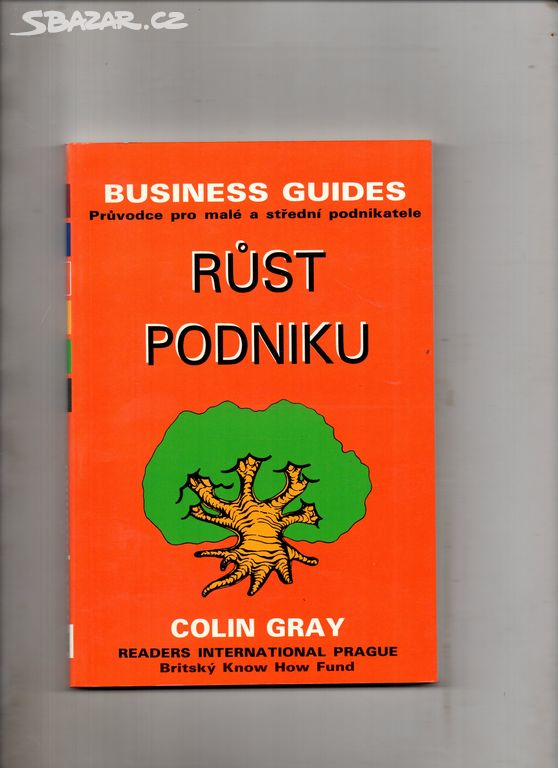 SBAZAR.CZ
BUSINESS GUIDES
Průvodce pro malé a střední podnikatele
RŮST
PODNIKU
COLIN GRAY
READERS INTERNATIONAL PRAGUE
Britský Know How Fund